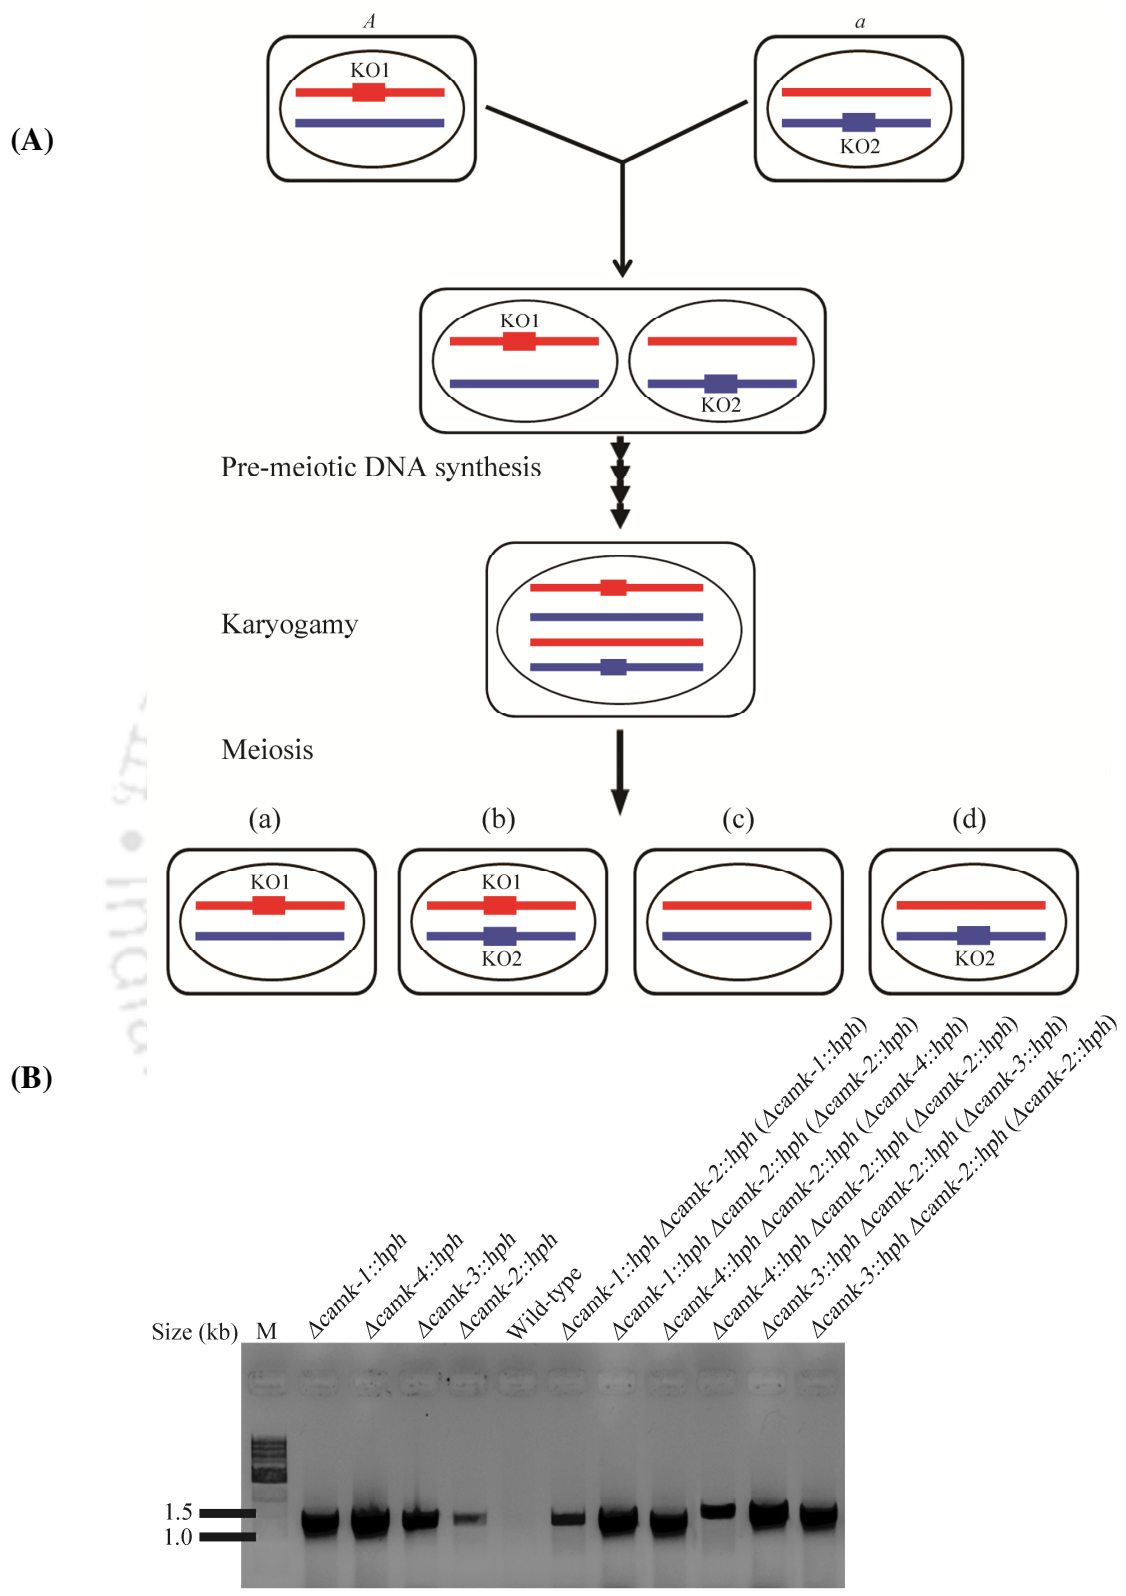 A
a
(A)
KO1
KO2
KO1
KO2
Pre-meiotic DNA synthesis
Karyogamy
Meiosis
(a)
(b)
(c)
(d)
KO1
KO1
KO2
KO2
(B)
Size (kb)
M
Δcamk-1::hph
Δcamk-4::hph
Δcamk-3::hph
Δcamk-2::hph
Wild-type
Δcamk-1::hph Δcamk-2::hph (Δcamk-1::hph)
Δcamk-1::hph Δcamk-2::hph (Δcamk-2::hph)
Δcamk-4::hph Δcamk-2::hph (Δcamk-4::hph)
Δcamk-4::hph Δcamk-2::hph (Δcamk-2::hph)
Δcamk-3::hph Δcamk-2::hph (Δcamk-3::hph)
Δcamk-3::hph Δcamk-2::hph (Δcamk-2::hph)
1.5
1.0